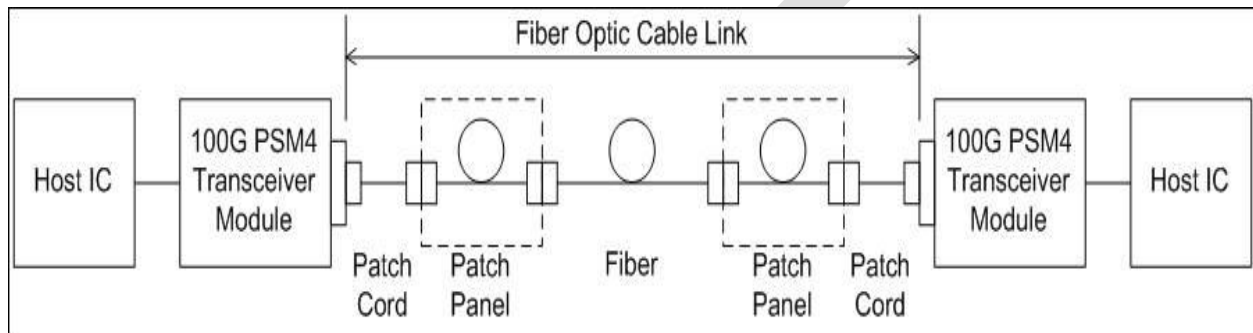 Fiber Optic Cable Link
Host IC
100G PSM4
Transceiver
Module
100G PSM4
Transceiver
Module
Host IC
Patch
Cord
Patch
Panel
Fiber
Patch
Panel
Patch
Cord